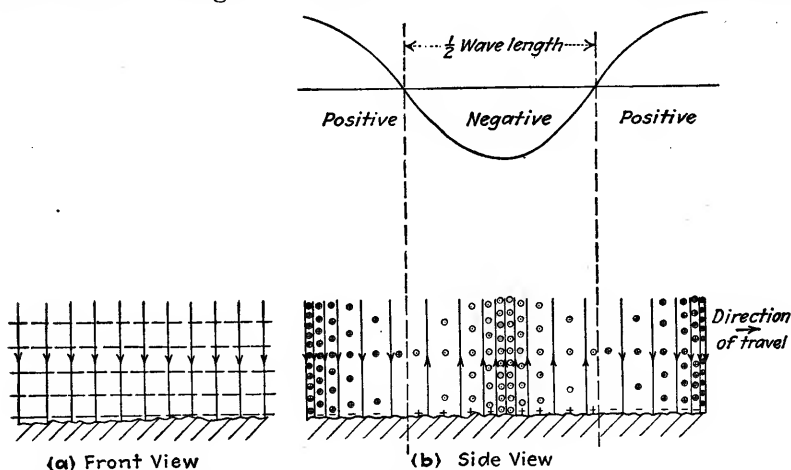 ½ Wave length
Positive
Negative
Positive
Direction
of travel
(a) Front View
(b) Side View